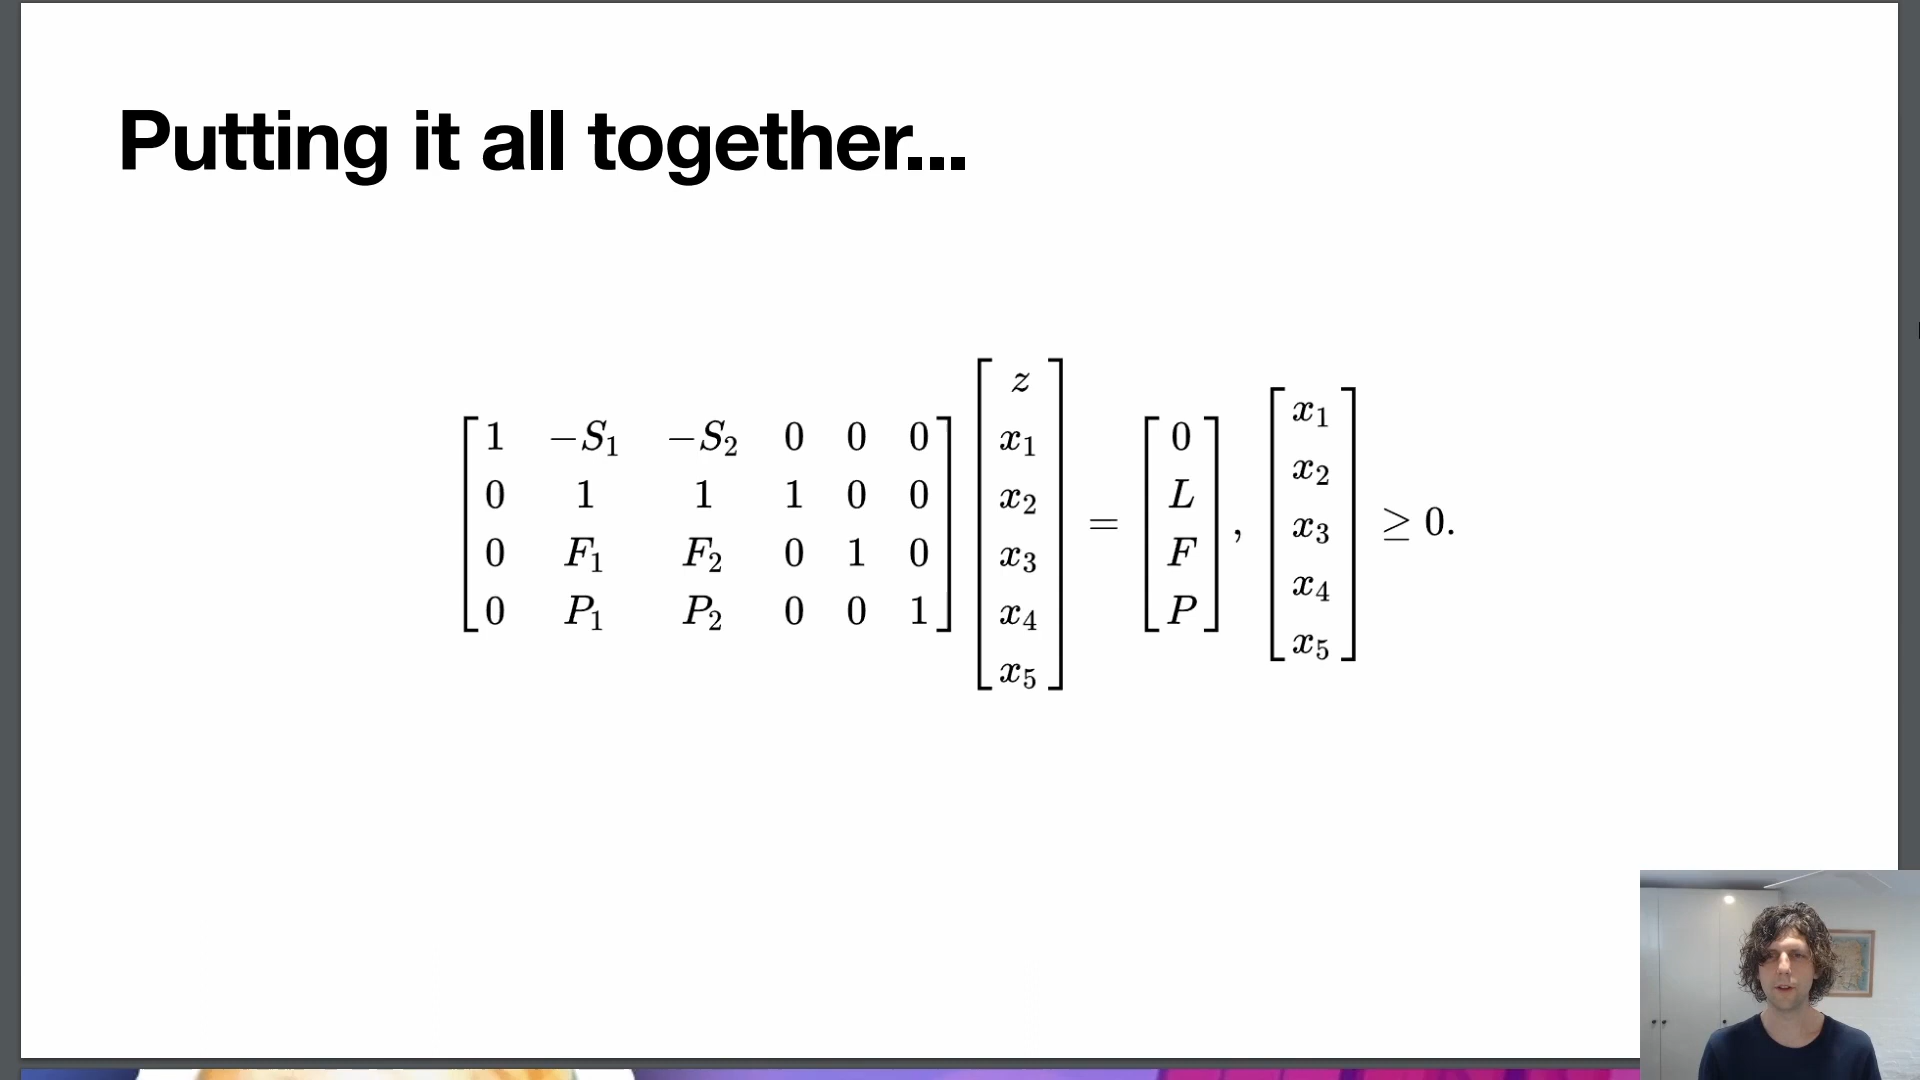 Putting it all together...
[ 1 −S₁ −S₂ 0 0 0 ] [ z ] = [ 0 ] , [ x₁ ] ≥ 0.
[ 0 1 1 1 0 0 ] [ x₁ ] [ L ] [ x₂ ]
[ 0 F₁ F₂ 0 1 0 ] [ x₂ ] [ F ] [ x₃ ]
[ 0 P₁ P₂ 0 0 1 ] [ x₃ ] [ P ] [ x₄ ]
[ x₄ ] [ x₅ ]
[ x₅ ]